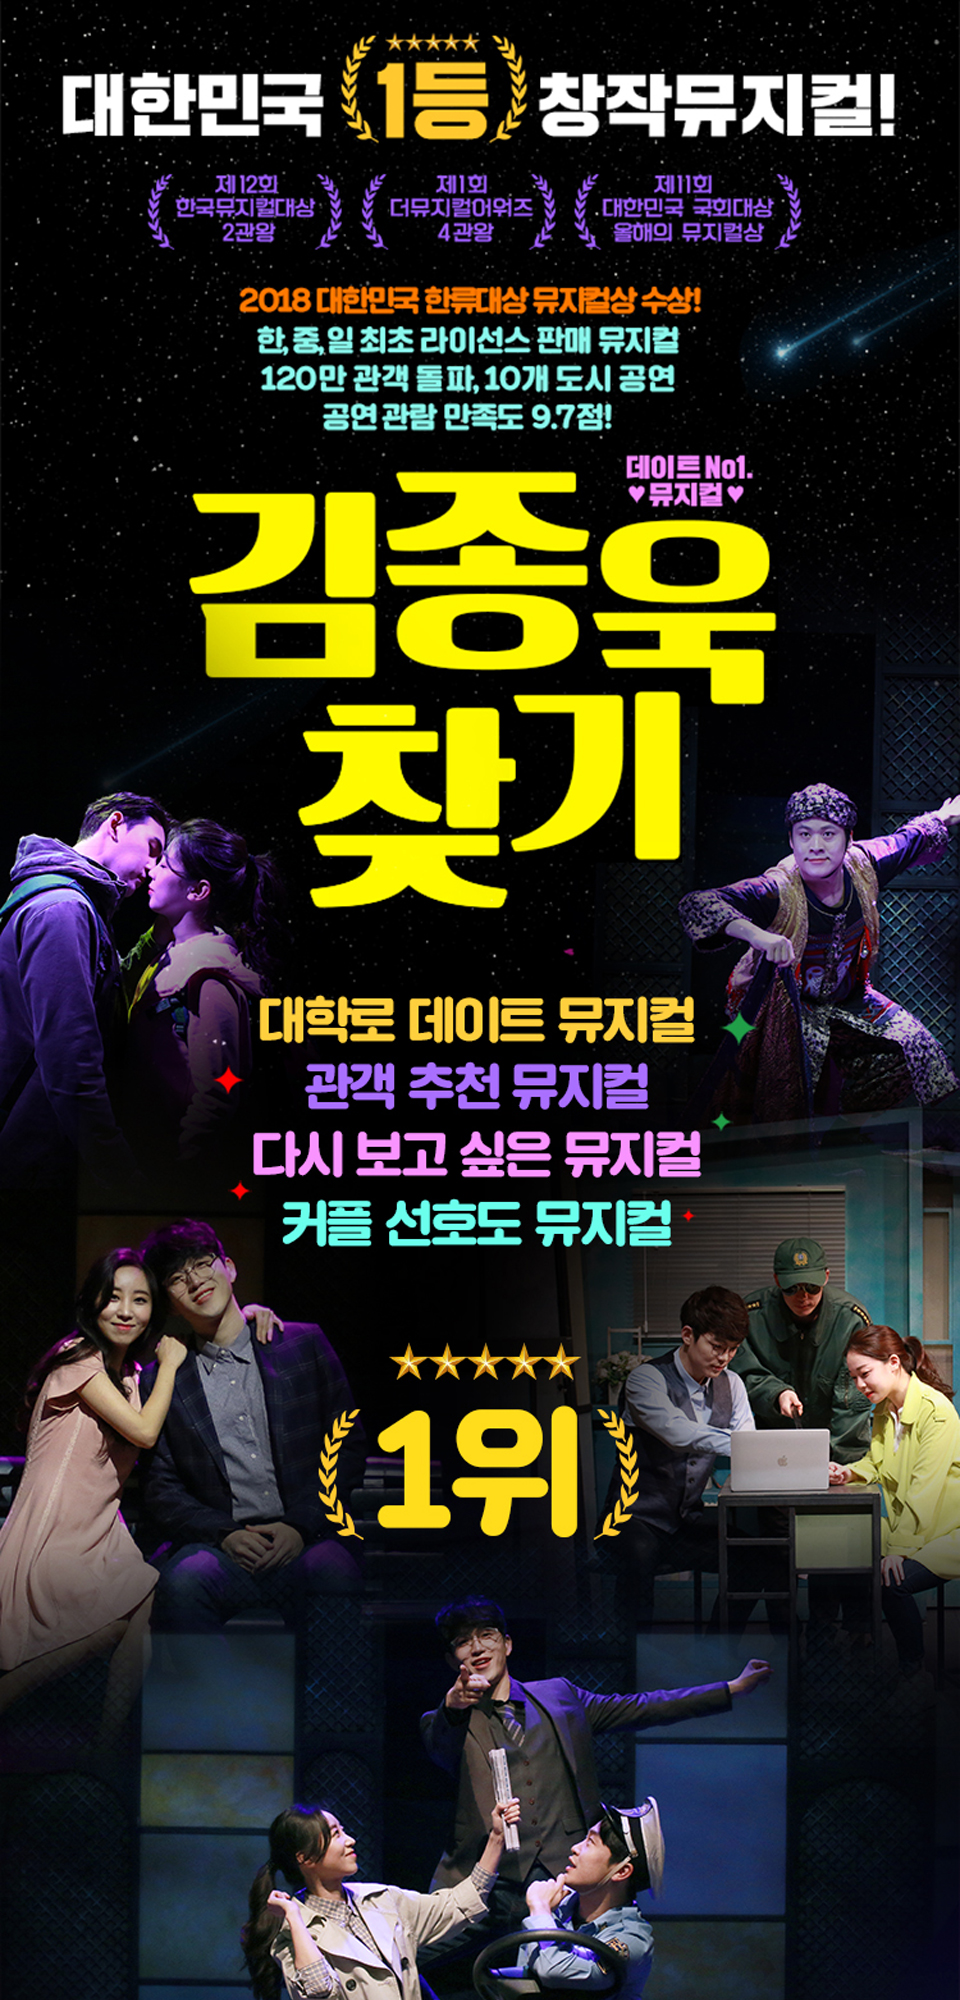 대한민국 1등 창작뮤지컬!
제12회
한국뮤지컬대상
2관왕
제1회
더뮤지컬어워즈
4관왕
제11회
대한민국 국회대상
올해의 뮤지컬상
2018 대한민국 한류대상 뮤지컬상 수상!
한,중,일 최초 라이선스 판매 뮤지컬
120만 관객 돌파, 10개 도시 공연
공연 관람 만족도 9.7점!
데이트 No1.
♥뮤지컬♥
김종욱
찾기
대학로 데이트 뮤지컬
관객 추천 뮤지컬
다시 보고 싶은 뮤지컬
커플 선호도 뮤지컬
1위